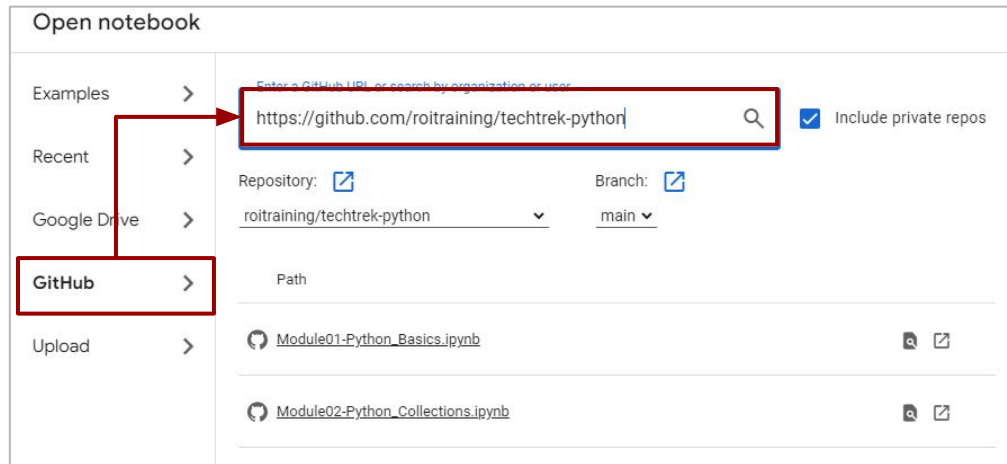 Open notebook
Examples
Recent
Google Drive
GitHub
Upload
Enter a GitHub URL or search by organization or user
https://github.com/roitraining/techtrek-python
Include private repos
Repository:
Branch:
roitraining/techtrek-python
main
Path
Module01-Python_Basics.ipynb
Module02-Python_Collections.ipynb